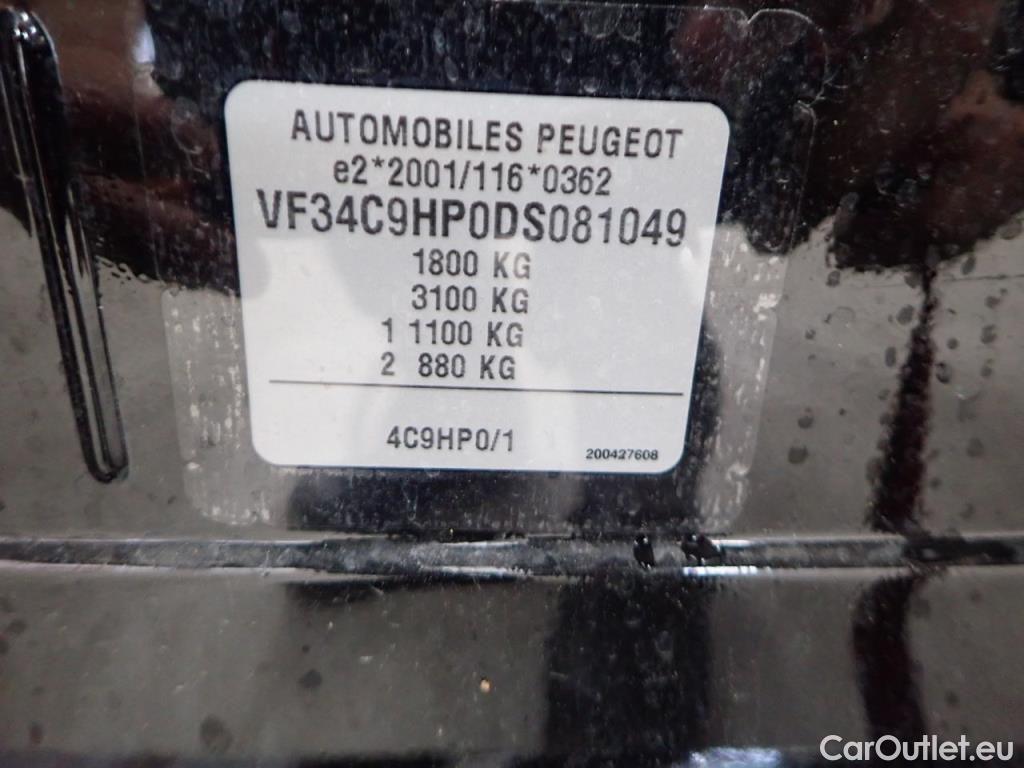 AUTOMOBILES PEUGEOT
e2*2001/116*0362
VF34C9HP0DS081049
1800 KG
3100 KG
1 1100 KG
2 880 KG
4C9HP0/1
200427608
CarOutlet.eu